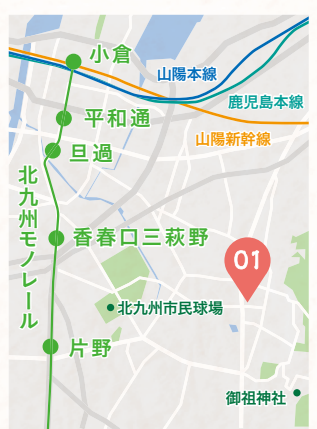 小倉
山陽本線
鹿児島本線
平和通
山陽新幹線
旦過
北九州モノレール
香春口三萩野
01
北九州市民球場
片野
御祖神社